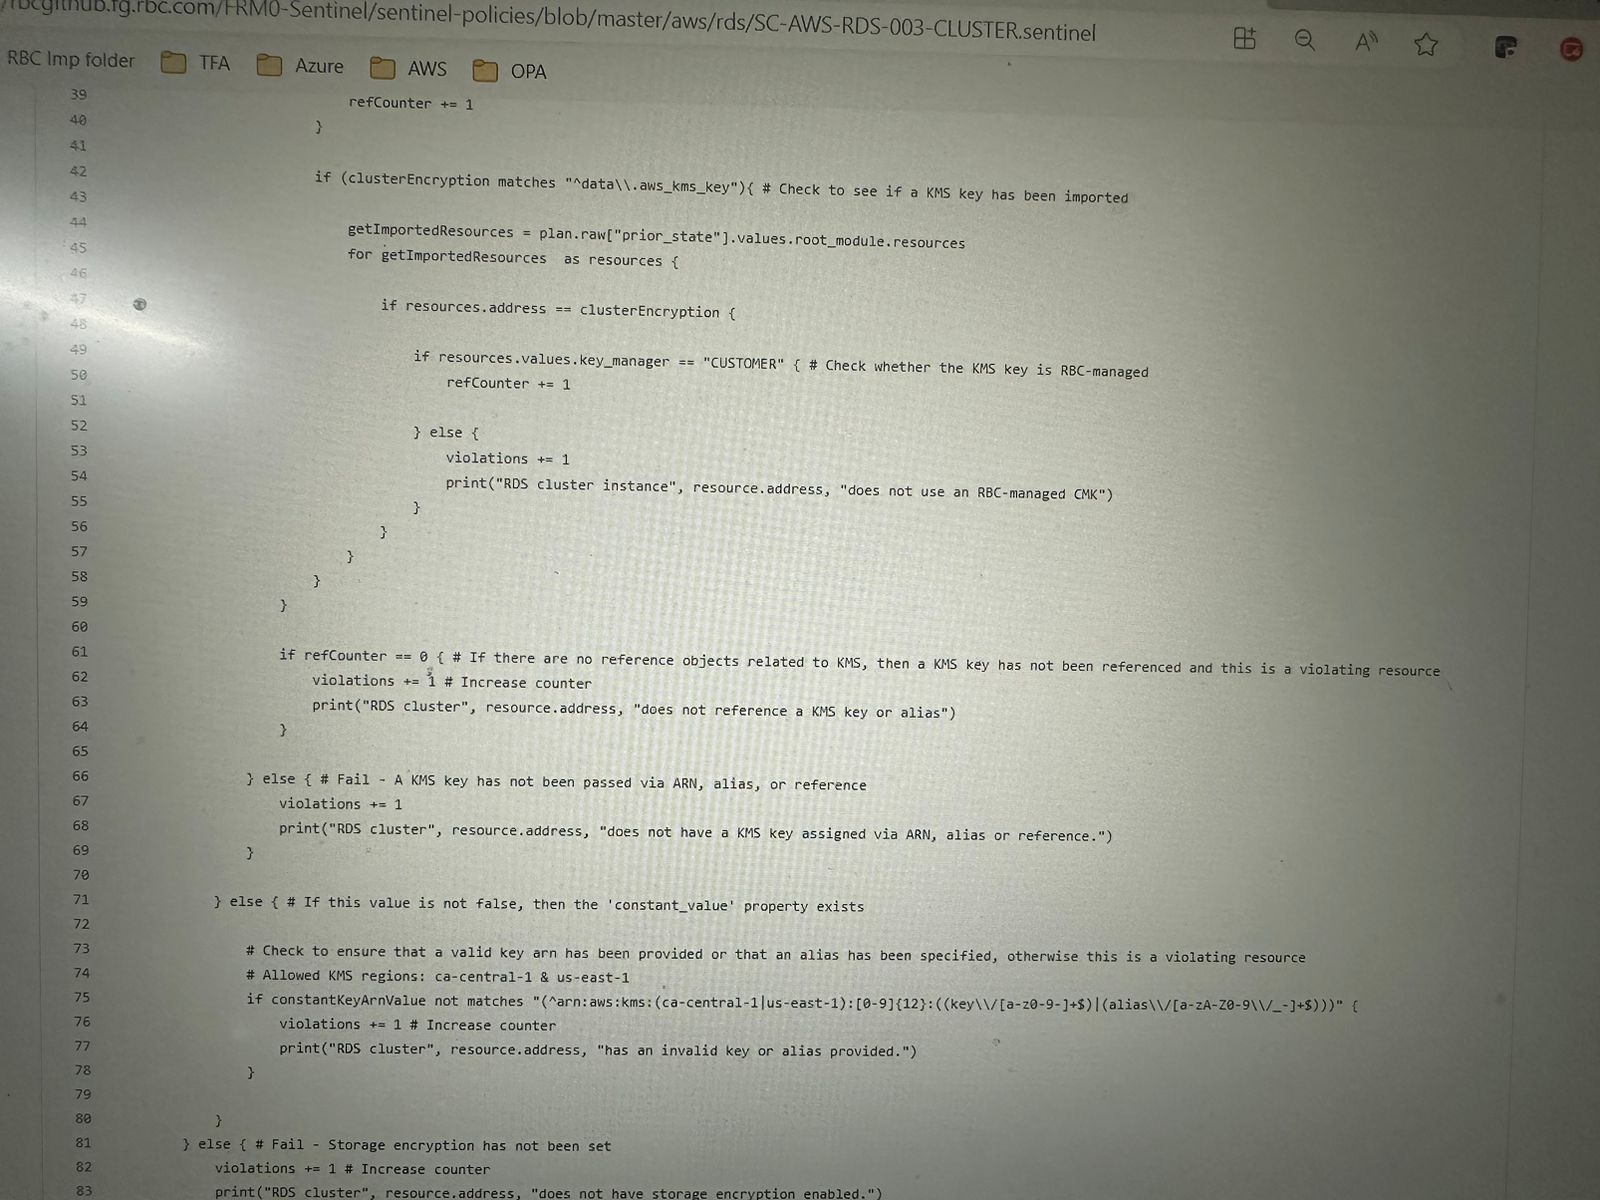 rbcgithub.fg.rbc.com/FRM0-Sentinel/sentinel-policies/blob/master/aws/rds/SC-AWS-RDS-003-CLUSTER.sentinel
RBC Imp folder TFA Azure AWS OPA
39 refCounter += 1
40 }
41
42 if (clusterEncryption matches "^data\\.aws_kms_key"){ # Check to see if a KMS key has been imported
43
44 getImportedResources = plan.raw["prior_state"].values.root_module.resources
45 for getImportedResources  as resources {
46
47 if resources.address == clusterEncryption {
48
49 if resources.values.key_manager == "CUSTOMER" { # Check whether the KMS key is RBC-managed
50 refCounter += 1
51
52 } else {
53 violations += 1
54 print("RDS cluster instance", resource.address, "does not use an RBC-managed CMK")
55 }
56 }
57 }
58 }
59 }
60
61 if refCounter == 0 { # If there are no reference objects related to KMS, then a KMS key has not been referenced and this is a violating resource
62 violations += 1 # Increase counter
63 print("RDS cluster", resource.address, "does not reference a KMS key or alias")
64 }
65
66 } else { # Fail - A KMS key has not been passed via ARN, alias, or reference
67 violations += 1
68 print("RDS cluster", resource.address, "does not have a KMS key assigned via ARN, alias or reference.")
69 }
70
71 } else { # If this value is not false, then the 'constant_value' property exists
72
73 # Check to ensure that a valid key arn has been provided or that an alias has been specified, otherwise this is a violating resource
74 # Allowed KMS regions: ca-central-1 & us-east-1
75 if constantKeyArnValue not matches "(^arn:aws:kms:(ca-central-1|us-east-1):[0-9]{12}:((key\\/[a-z0-9-]+$)|(alias\\/[a-zA-Z0-9\\/_-]+$)))" {
76 violations += 1 # Increase counter
77 print("RDS cluster", resource.address, "has an invalid key or alias provided.")
78 }
79
80 }
81 } else { # Fail - Storage encryption has not been set
82 violations += 1 # Increase counter
83 print("RDS cluster", resource.address, "does not have storage encryption enabled.")